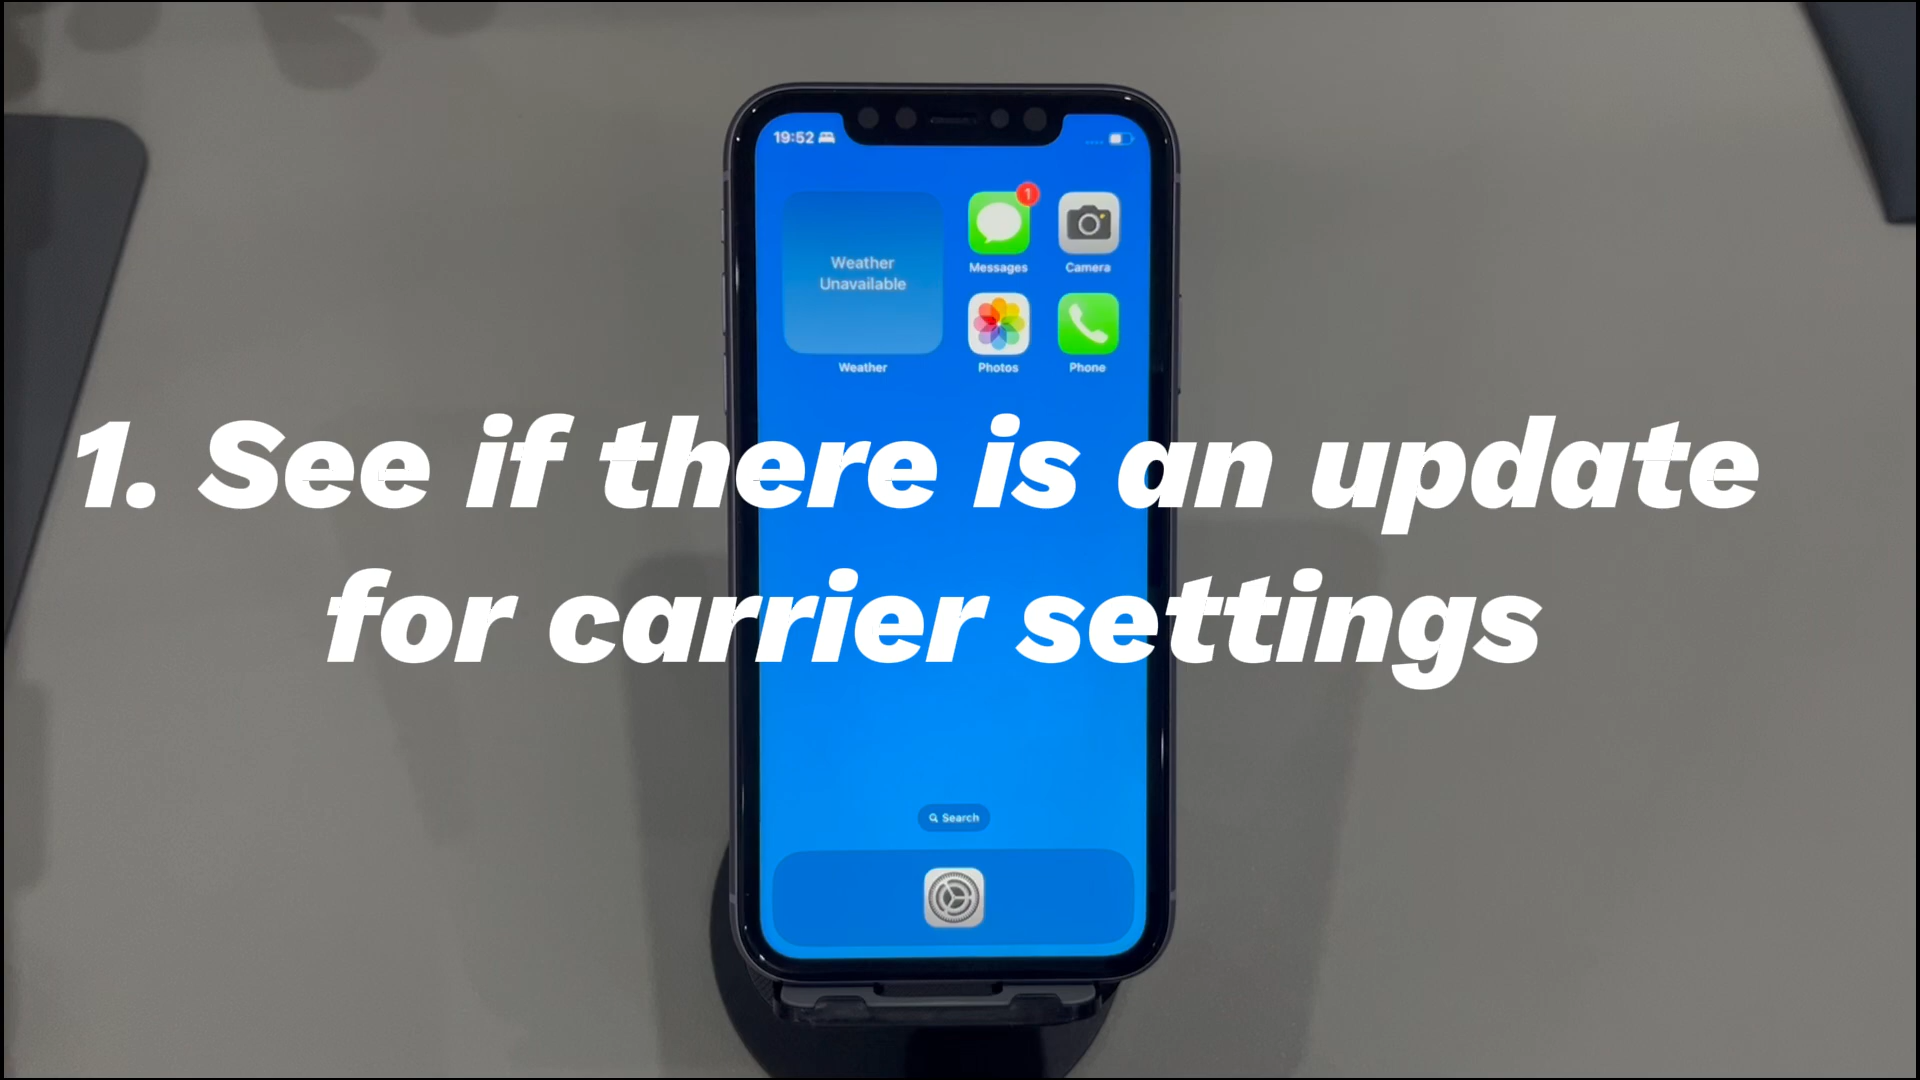 19:52
1
Weather
Unavailable
Messages
Camera
Weather
Photos
Phone
1. See if there is an update
for carrier settings
Search